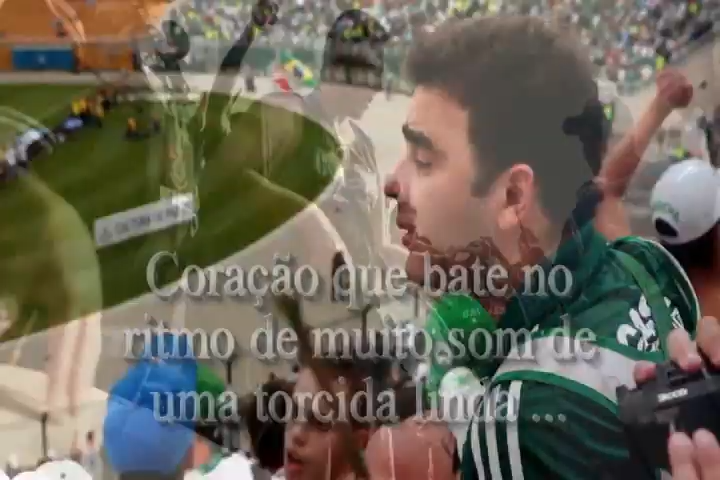 Coração que bate no
ritmo de muito som de
uma torcida linda ...